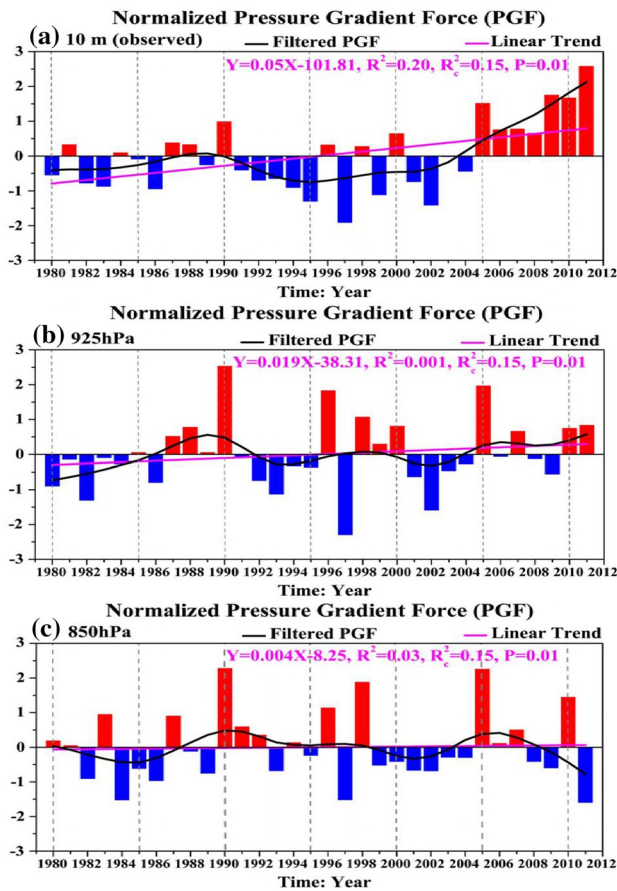 Normalized Pressure Gradient Force (PGF)
(a) 10 m (observed) Filtered PGF Linear Trend
Y=0.05X-101.81, R²=0.20, R²c=0.15, P=0.01
3
2
1
0
-1
-2
-3
1980 1982 1984 1986 1988 1990 1992 1994 1996 1998 2000 2002 2004 2006 2008 2010 2012
Time: Year
Normalized Pressure Gradient Force (PGF)
(b) 925hPa Filtered PGF Linear Trend
Y=0.019X-38.31, R²=0.001, R²c=0.15, P=0.01
3
2
1
0
-1
-2
-3
1980 1982 1984 1986 1988 1990 1992 1994 1996 1998 2000 2002 2004 2006 2008 2010 2012
Time: Year
Normalized Pressure Gradient Force (PGF)
(c) 850hPa Filtered PGF Linear Trend
Y=0.004X-8.25, R²=0.03, R²c=0.15, P=0.01
3
2
1
0
-1
-2
-3
1980 1982 1984 1986 1988 1990 1992 1994 1996 1998 2000 2002 2004 2006 2008 2010 2012
Time: Year